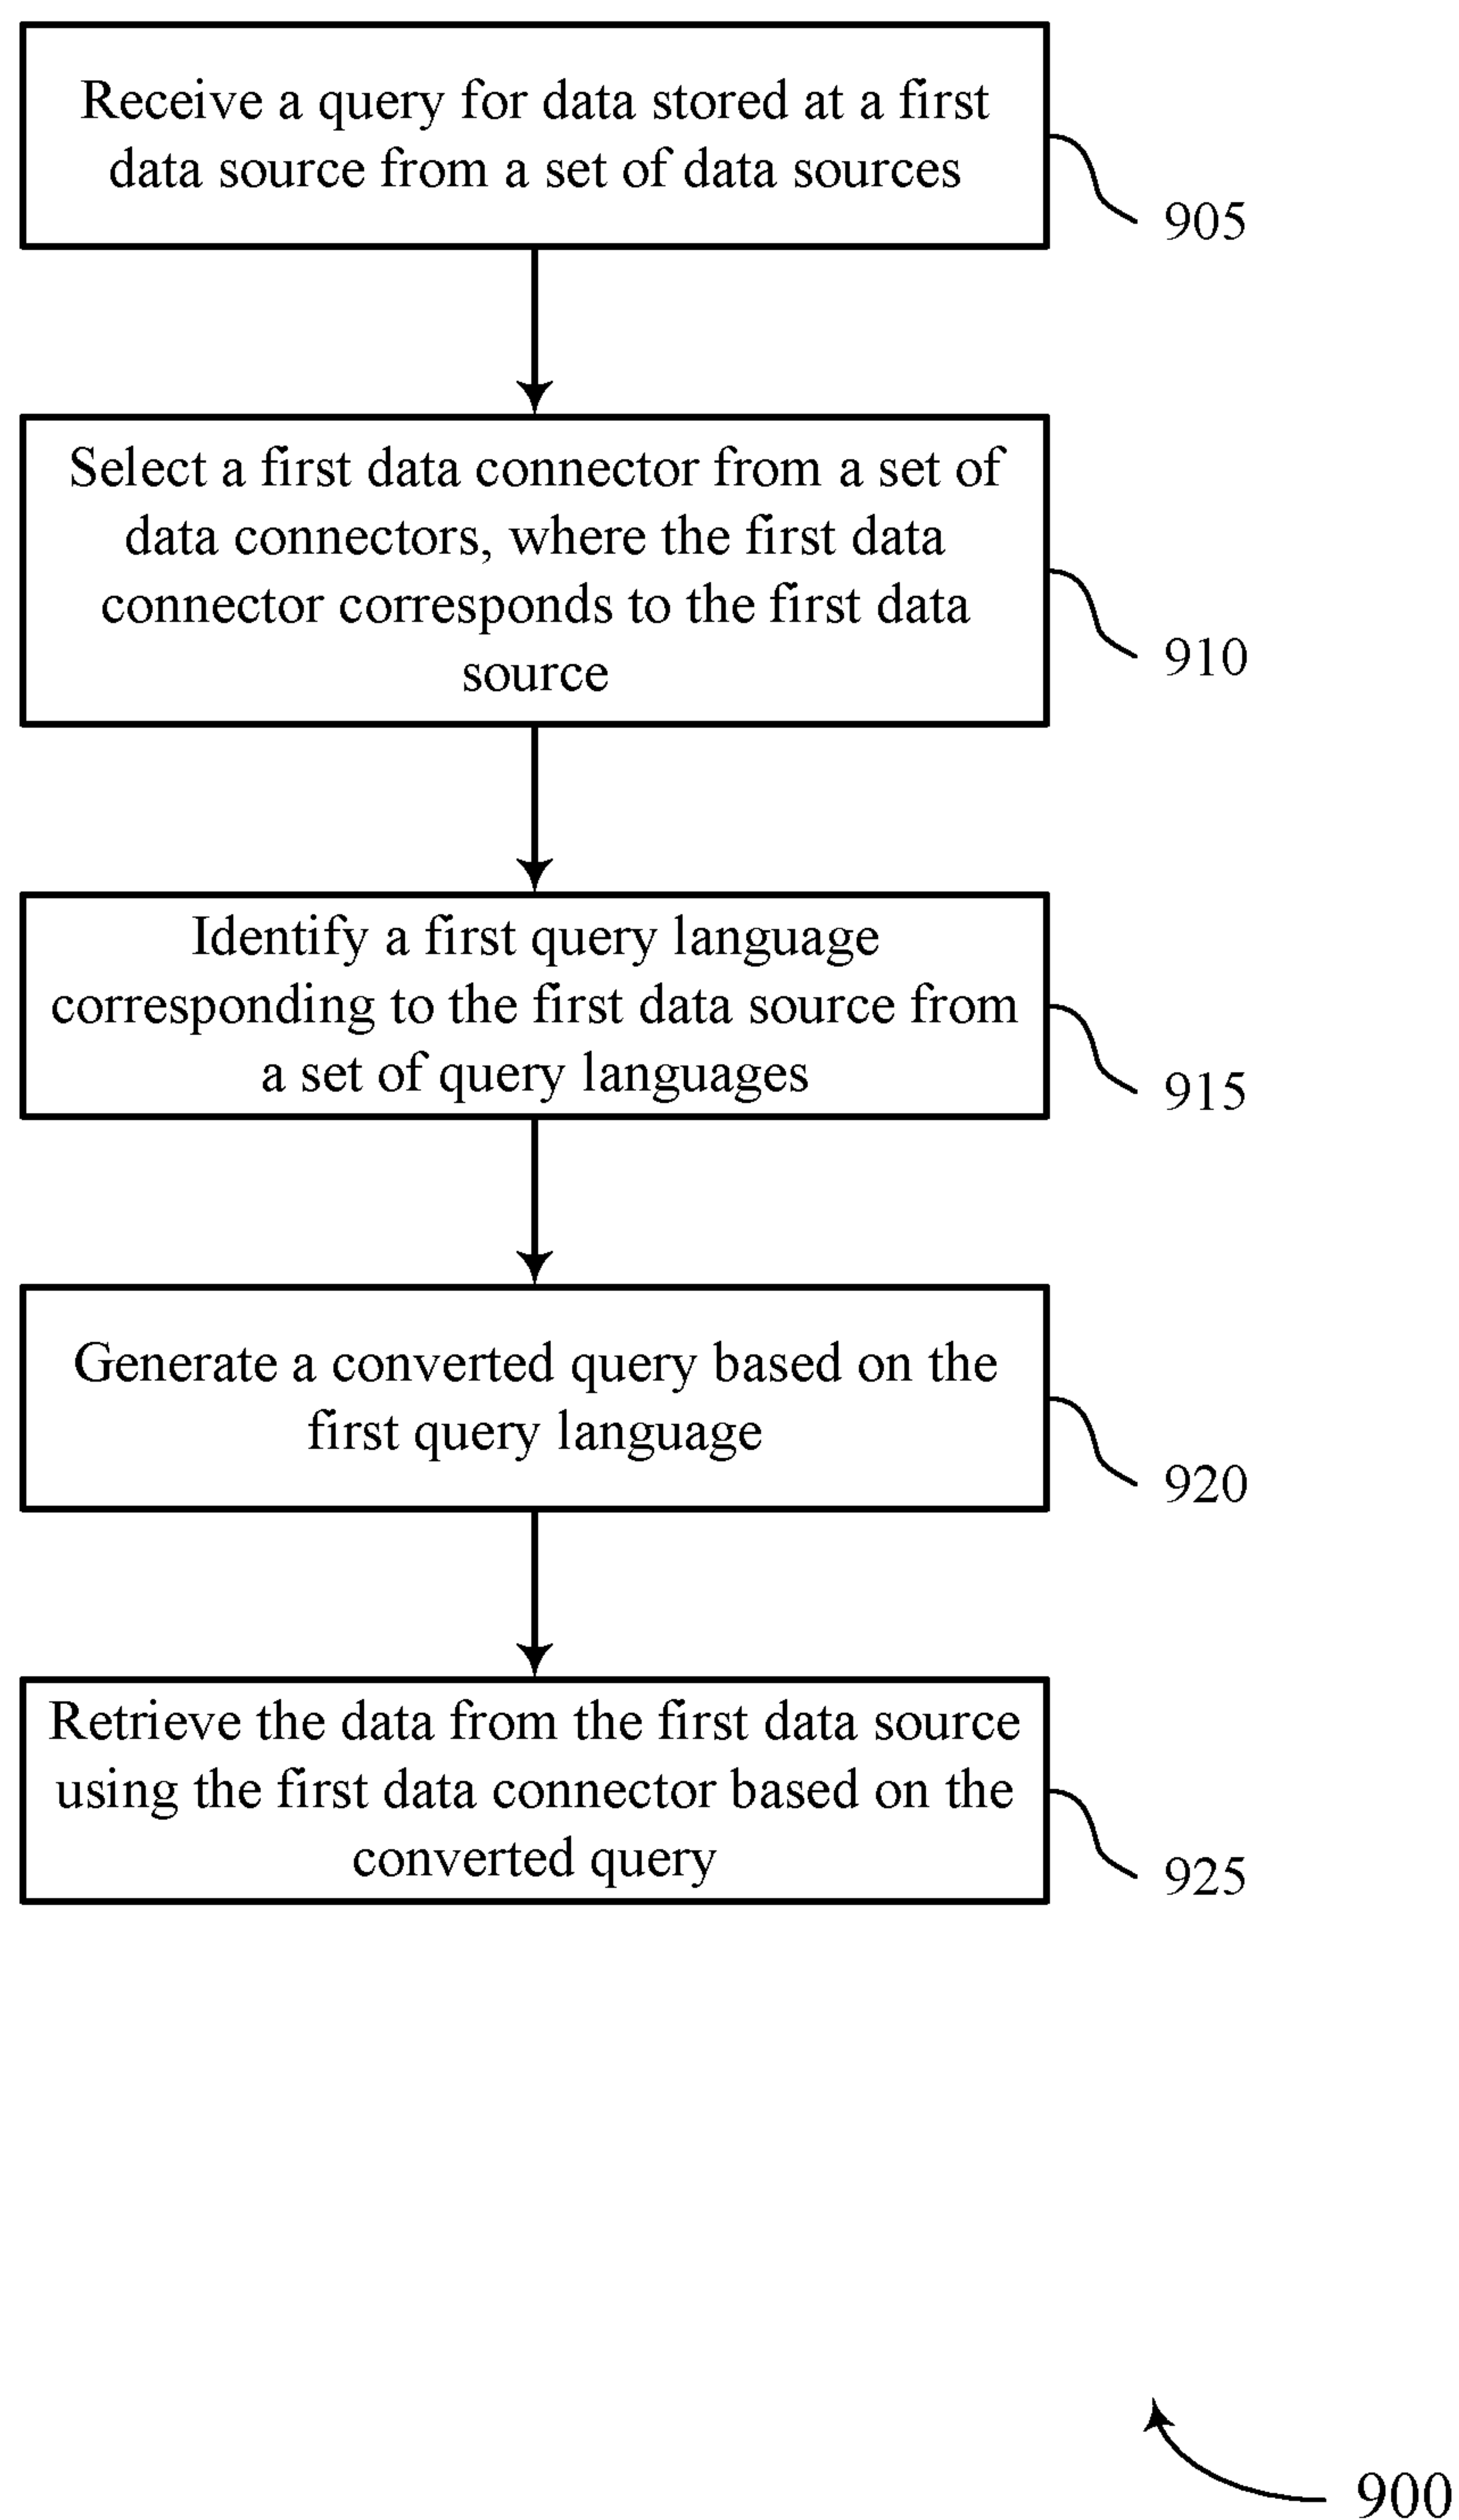 Receive a query for data stored at a first
data source from a set of data sources
905
Select a first data connector from a set of
data connectors, where the first data
connector corresponds to the first data
source
910
Identify a first query language
corresponding to the first data source from
a set of query languages
915
Generate a converted query based on the
first query language
920
Retrieve the data from the first data source
using the first data connector based on the
converted query
925
900